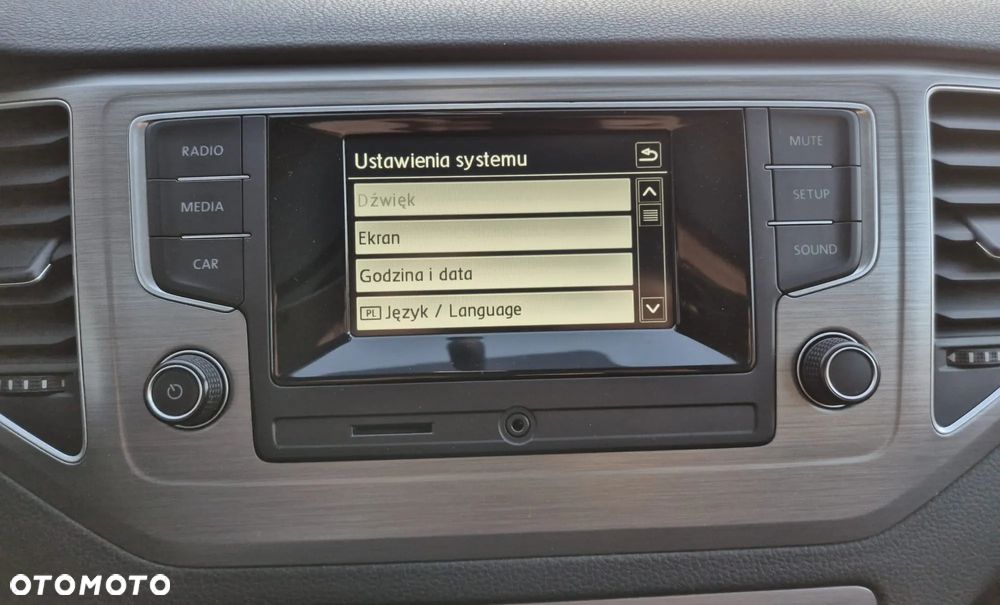 RADIO
MEDIA
CAR
Ustawienia systemu
Dźwięk
Ekran
Godzina i data
PL Język / Language
MUTE
SETUP
SOUND
OTOMOTO